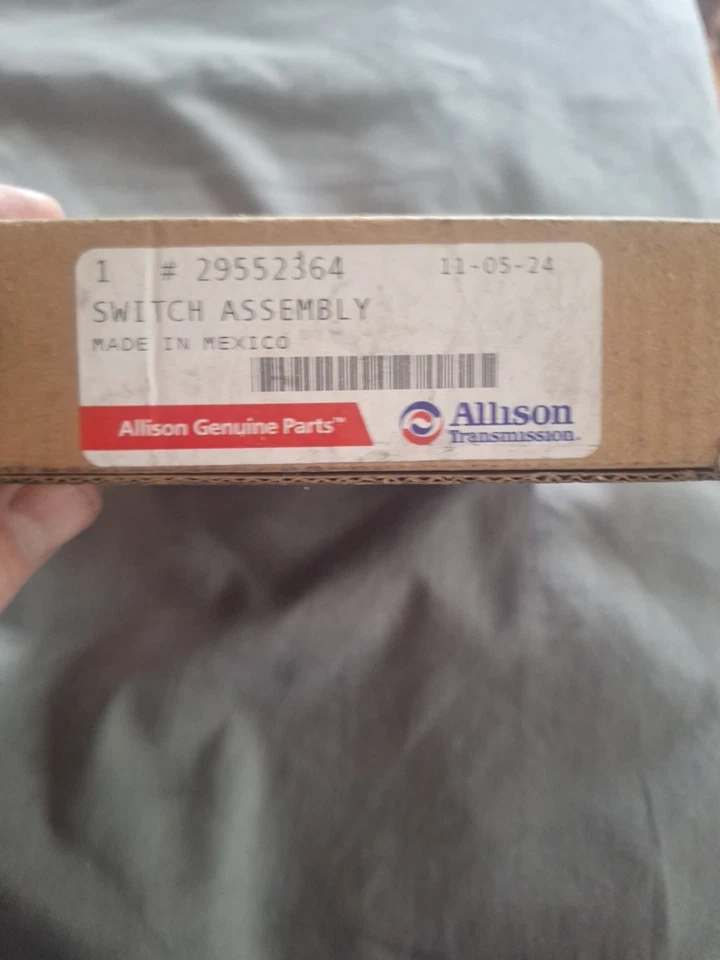 1 # 29552364 11-05-24
SWITCH ASSEMBLY
MADE IN MEXICO
Allison Genuine Parts™
Allison
Transmission.